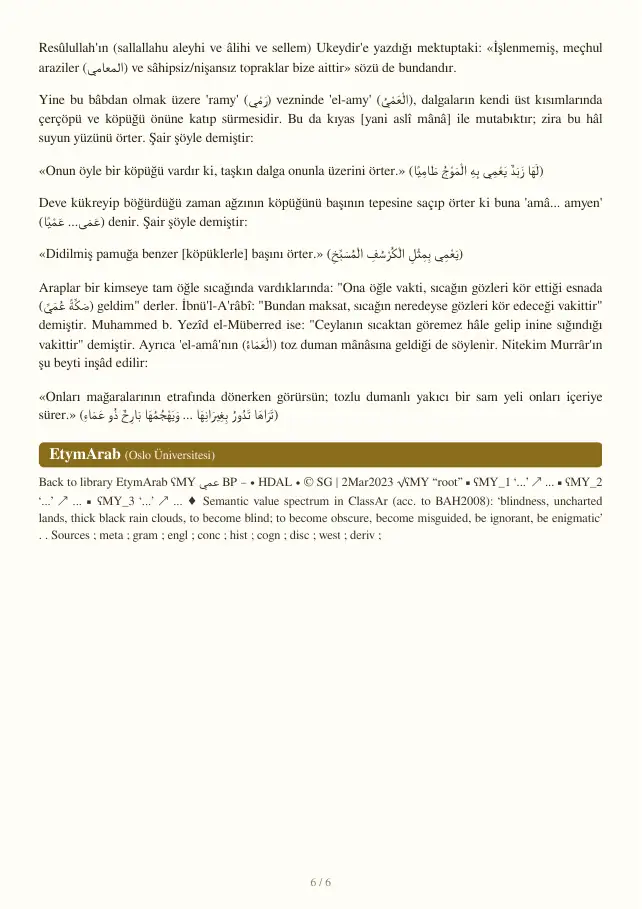 Resûlullah'ın (sallallahu aleyhi ve âlihi ve sellem) Ukeydir'e yazdığı mektuptaki: «İşlenmemiş, meçhul
araziler (المعامي) ve sâhipsiz/nişansız topraklar bize aittir» sözü de bundandır.
Yine bu bâbdan olmak üzere 'ramy' (رَمْي) vezninde 'el-amy' (الْعَمْيُ), dalgaların kendi üst kısımlarında
çerçöpü ve köpüğü önüne katıp sürmesidir. Bu da kıyas [yani aslî mânâ] ile mutabıktır; zira bu hâl
suyun yüzünü örter. Şair şöyle demiştir:
«Onun öyle bir köpüğü vardır ki, taşkın dalga onunla üzerini örter.» (لَهَا زَبَدٌ يَعْمِي بِهِ الْمَوْجُ طَامِيًا)
Deve kükreyip böğürdüğü zaman ağzının köpüğünü başının tepesine saçıp örter ki buna 'amâ... amyen'
(عَمَى... عَمْيًا) denir. Şair şöyle demiştir:
«Didilmiş pamuğa benzer [köpüklerle] başını örter.» (يَعْمِي بِمِثْلِ الْكُرْسُفِ الْمُسَبَّخِ)
Araplar bir kimseye tam öğle sıcağında vardıklarında: "Ona öğle vakti, sıcağın gözleri kör ettiği esnada
(صَكَّةَ عُمَيٍّ) geldim" derler. İbnü'l-A'râbî: "Bundan maksat, sıcağın neredeyse gözleri kör edeceği vakittir"
demiştir. Muhammed b. Yezîd el-Müberred ise: "Ceylanın sıcaktan göremez hâle gelip inine sığındığı
vakittir" demiştir. Ayrıca 'el-amâ'nın (الْعَمَاءُ) toz duman mânâsına geldiği de söylenir. Nitekim Murrâr'ın
şu beyti inşâd edilir:
«Onları mağaralarının etrafında dönerken görürsün; tozlu dumanlı yakıcı bir sam yeli onları içeriye
sürer.» (تَرَاهَا تَدُورُ بِغِيرَانِهَا ... وَيَهْجُمُهَا بَارِحٌ ذُو عَمَاءِ)
EtymArab (Oslo Üniversitesi)
Back to library EtymArab ʕMY عمي BP – • HDAL • © SG | 2Mar2023 √ʕMY “root” ▪ ʕMY_1 ‘...’ ↗ ... ▪ ʕMY_2
‘...’ ↗ ... ▪ ʕMY_3 ‘...’ ↗ ... ♦ Semantic value spectrum in ClassAr (acc. to BAH2008): ‘blindness, uncharted
lands, thick black rain clouds, to become blind; to become obscure, become misguided, be ignorant, be enigmatic’
. . Sources ; meta ; gram ; engl ; conc ; hist ; cogn ; disc ; west ; deriv ;
6 / 6